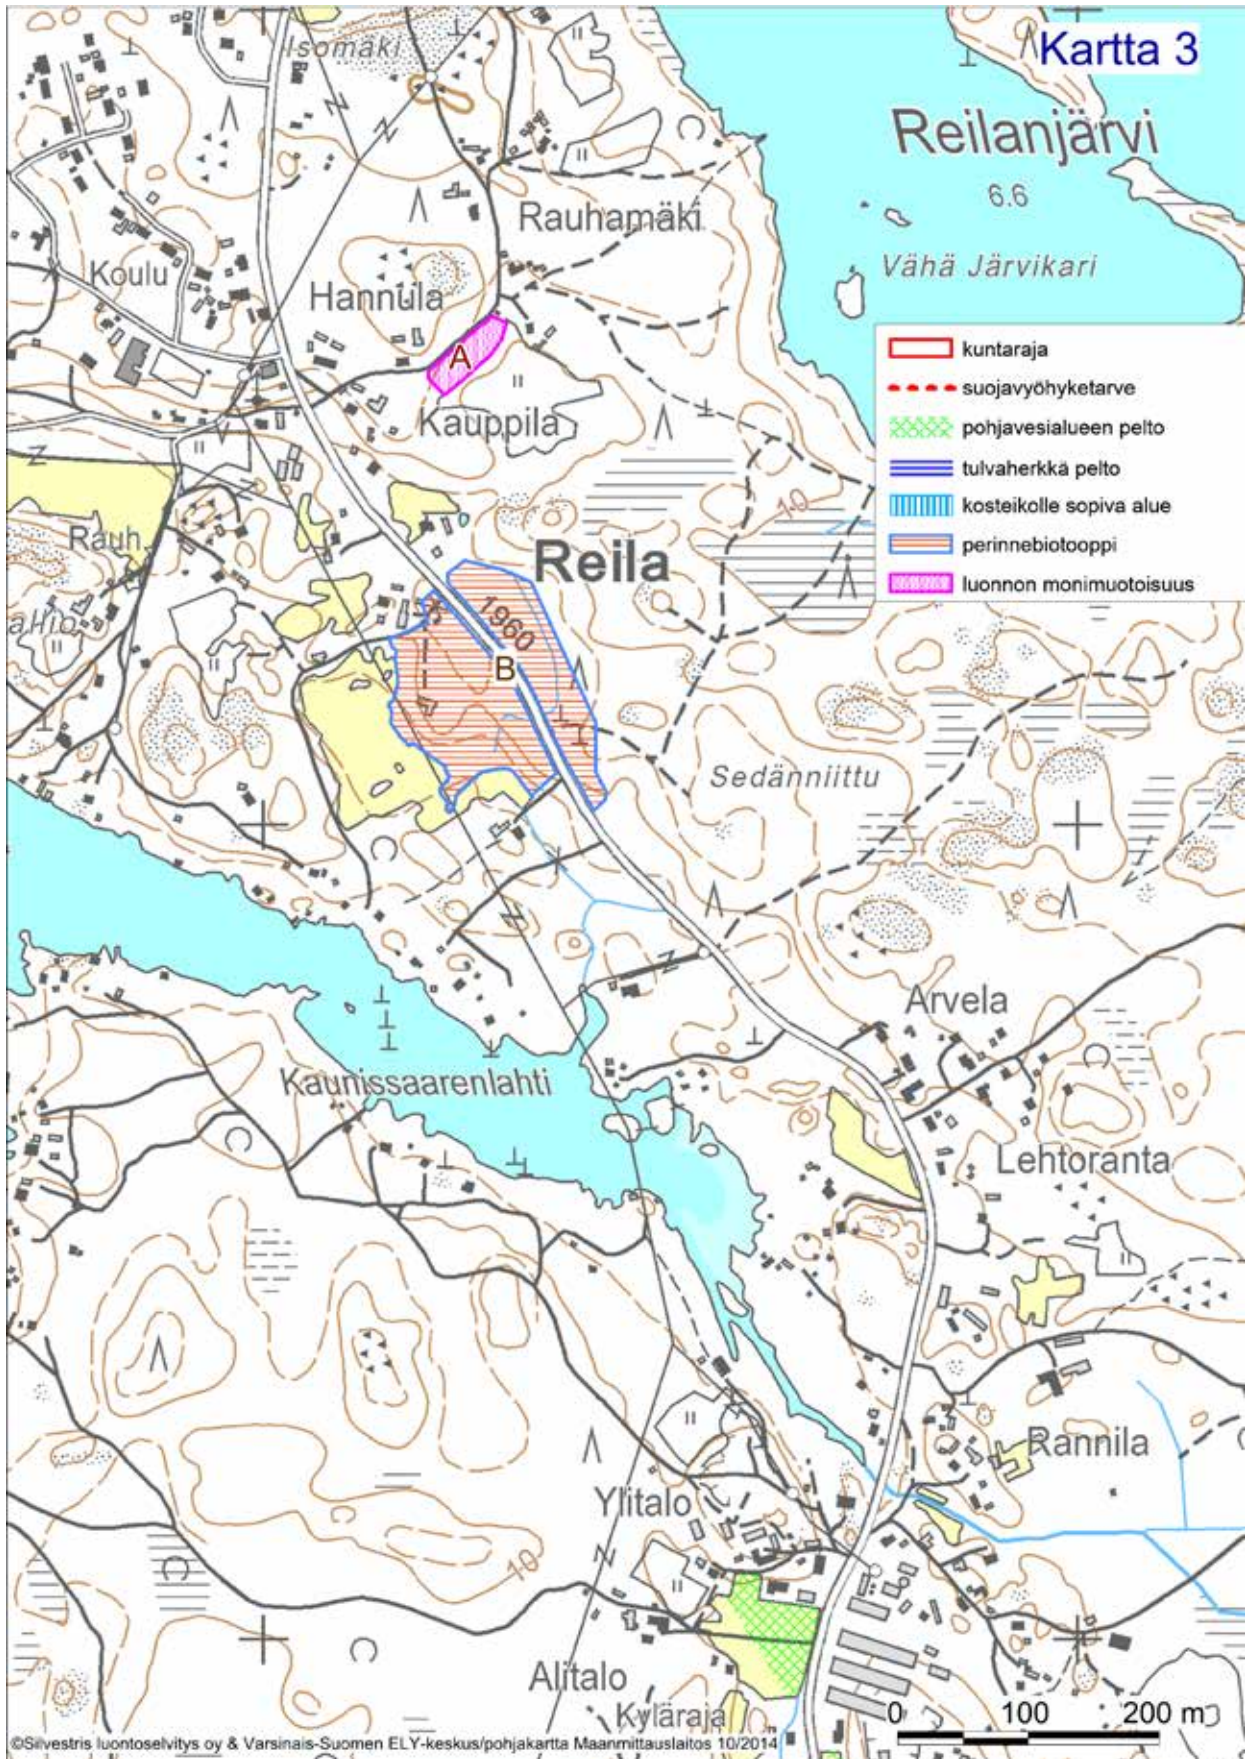 Kartta 3
Isomäki
Reilanjärvi
6.6
Rauhamäki
Vähä Järvikari
Koulu
Hannula
A
Kauppila
kuntaraja
suojavyöhyketarve
pohjavesialueen pelto
tulvaherkkä pelto
kosteikolle sopiva alue
perinnebiotooppi
luonnon monimuotoisuus
10
Rauh.
Reila
1960
B
Sedänniittu
Arvela
Kaunissaarenlahti
Lehtoranta
Rannila
Ylitalo
10
Alitalo
Kyläraja
0 100 200 m
©Silvestris luontoselvitys oy & Varsinais-Suomen ELY-keskus/pohjakartta Maanmittauslaitos 10/2014